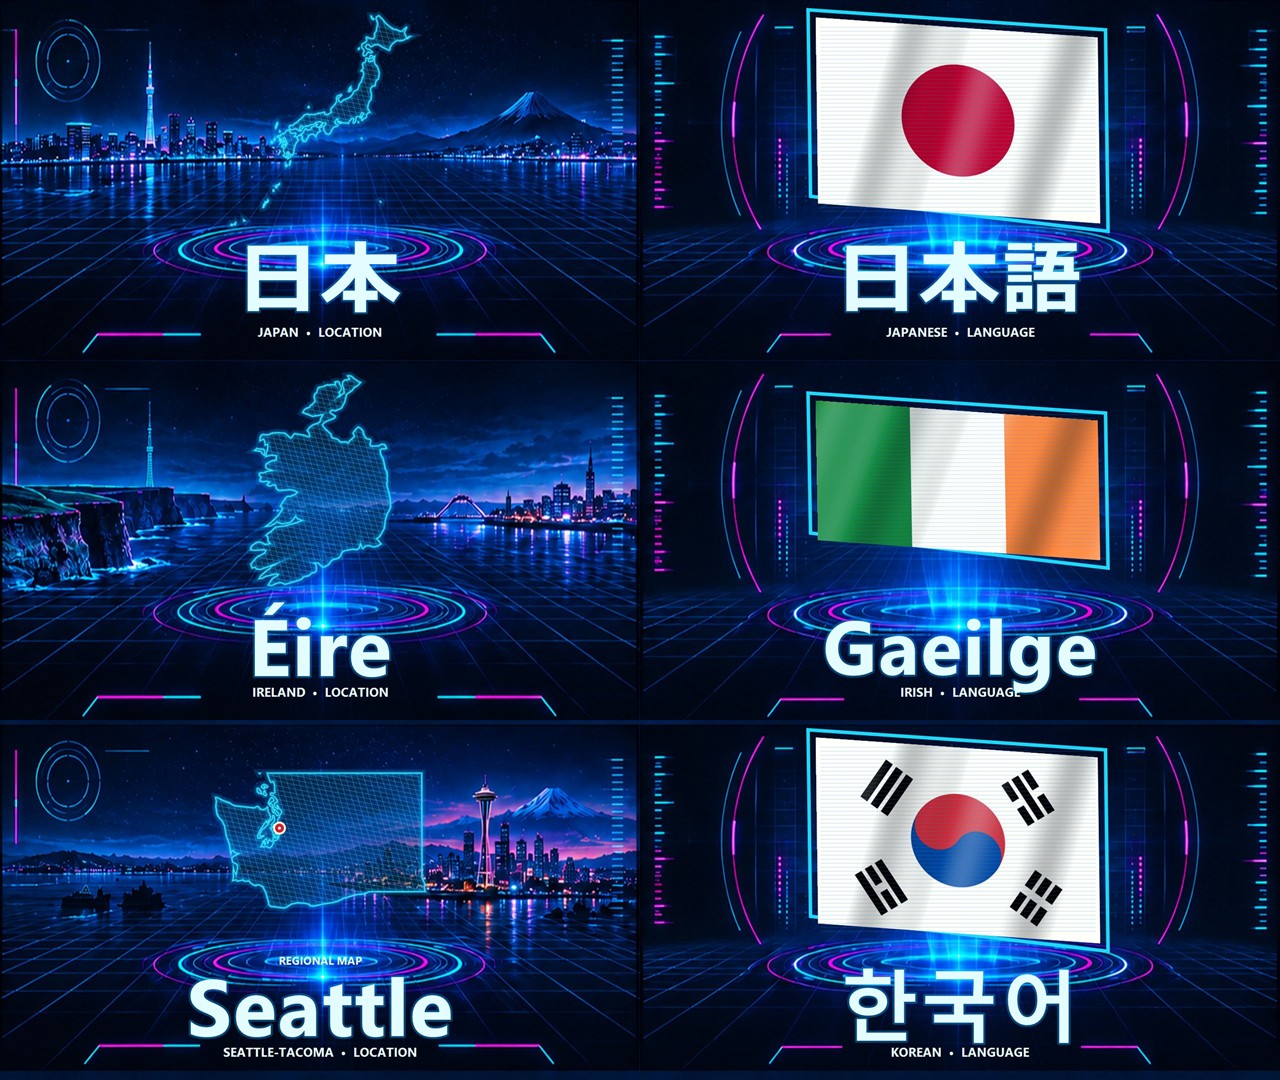 日本
JAPAN • LOCATION
日本語
JAPANESE • LANGUAGE
Éire
IRELAND • LOCATION
Gaeilge
IRISH • LANGUAGE
REGIONAL MAP
Seattle
SEATTLE-TACOMA • LOCATION
한국어
KOREAN • LANGUAGE